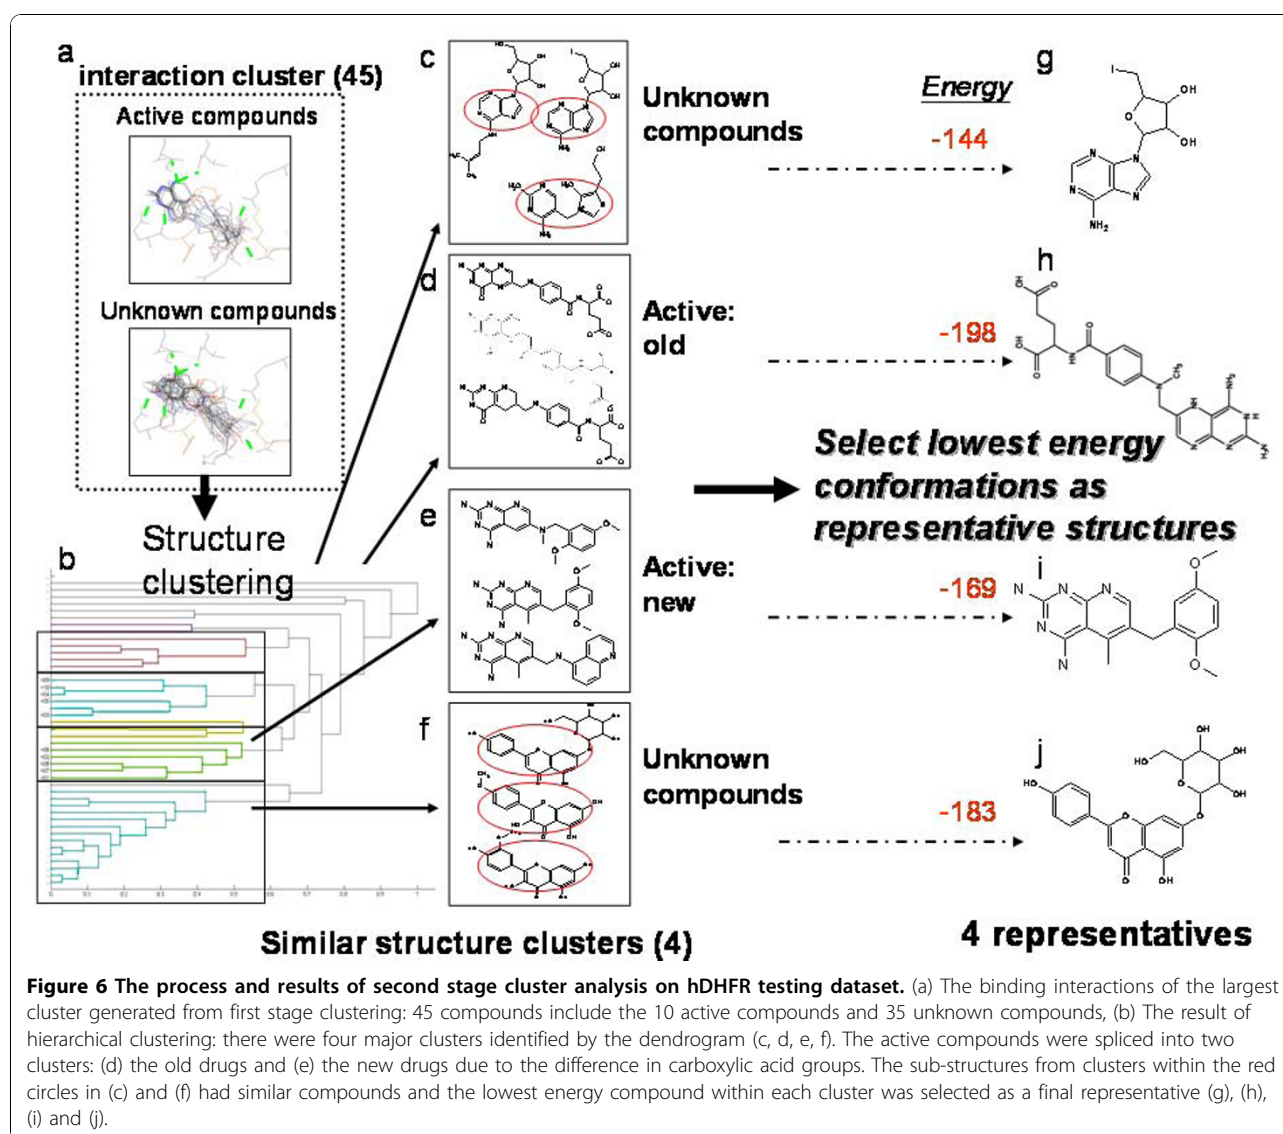 a
interaction cluster (45)
Active compounds
Unknown compounds
Structure
clustering
b
c
Unknown
compounds
d
Active:
old
e
Active:
new
f
Unknown
compounds
Energy
-144
g
-198
h
Select lowest energy
conformations as
representative structures
-169
i
-183
j
Similar structure clusters (4)
4 representatives
Figure 6 The process and results of second stage cluster analysis on hDHFR testing dataset. (a) The binding interactions of the largest
cluster generated from first stage clustering: 45 compounds include the 10 active compounds and 35 unknown compounds, (b) The result of
hierarchical clustering: there were four major clusters identified by the dendrogram (c, d, e, f). The active compounds were spliced into two
clusters: (d) the old drugs and (e) the new drugs due to the difference in carboxylic acid groups. The sub-structures from clusters within the red
circles in (c) and (f) had similar compounds and the lowest energy compound within each cluster was selected as a final representative (g), (h),
(i) and (j).